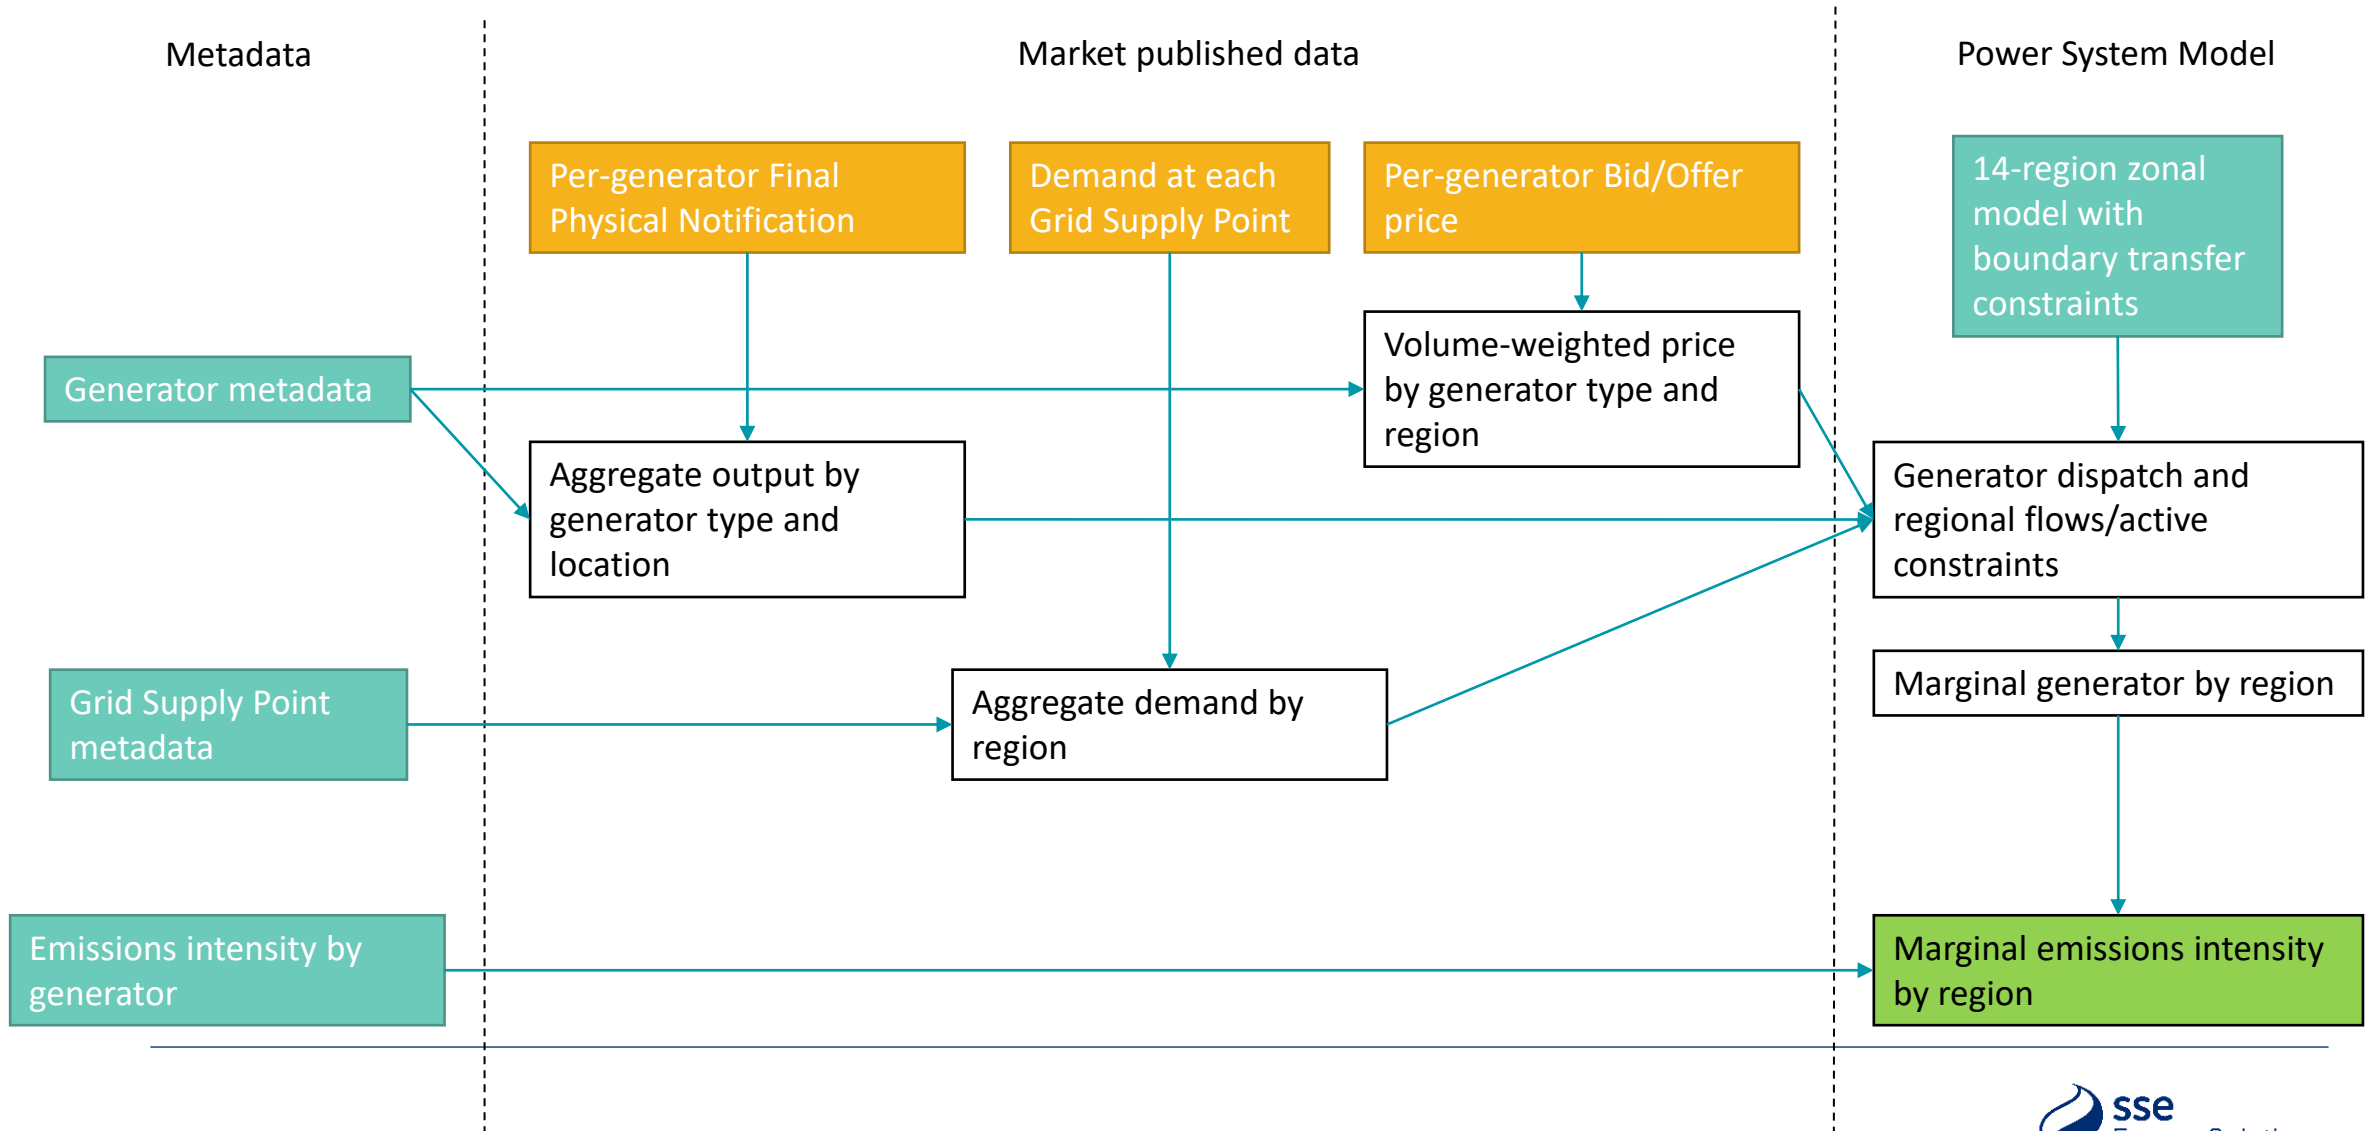 Metadata
Market published data
Power System Model
Per-generator Final
Physical Notification
Demand at each
Grid Supply Point
Per-generator Bid/Offer
price
14-region zonal
model with
boundary transfer
constraints
Generator metadata
Volume-weighted price
by generator type and
region
Aggregate output by
generator type and
location
Generator dispatch and
regional flows/active
constraints
Grid Supply Point
metadata
Aggregate demand by
region
Marginal generator by region
Emissions intensity by
generator
Marginal emissions intensity
by region
sse